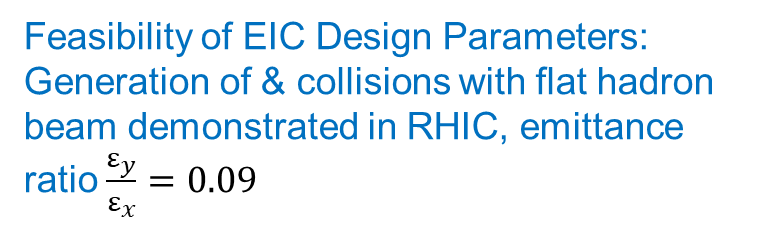 Feasibility of EIC Design Parameters:
Generation of & collisions with flat hadron
beam demonstrated in RHIC, emittance
ratio εy/εx = 0.09